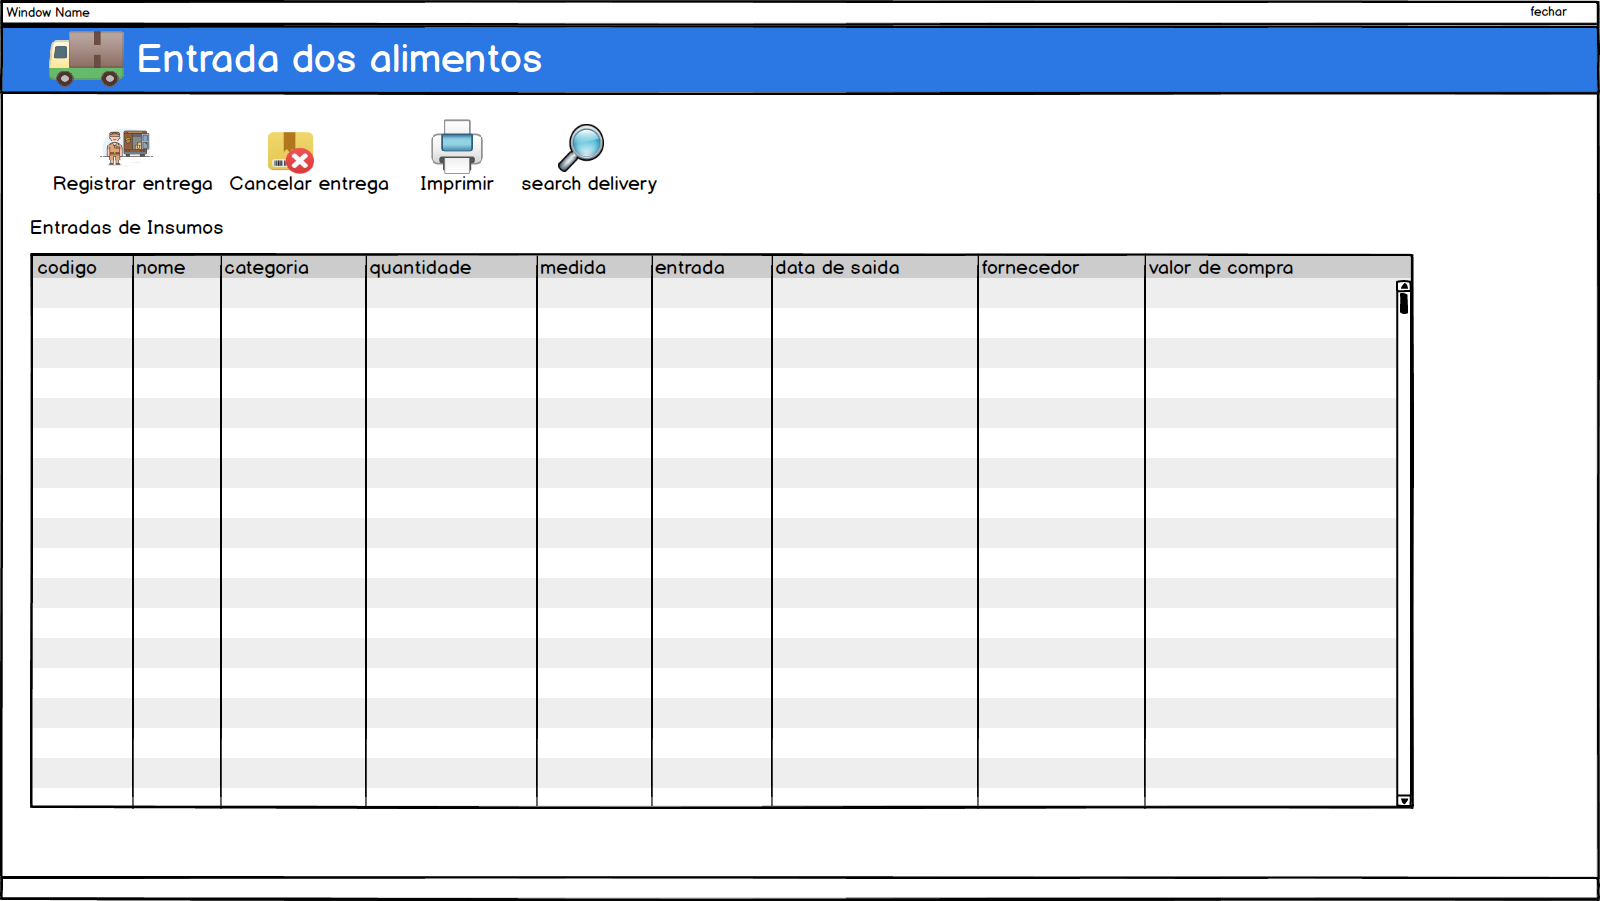 Window Name fechar
Entrada dos alimentos
Registrar entrega Cancelar entrega Imprimir search delivery
Entradas de Insumos
codigo nome categoria quantidade medida entrada data de saida fornecedor valor de compra